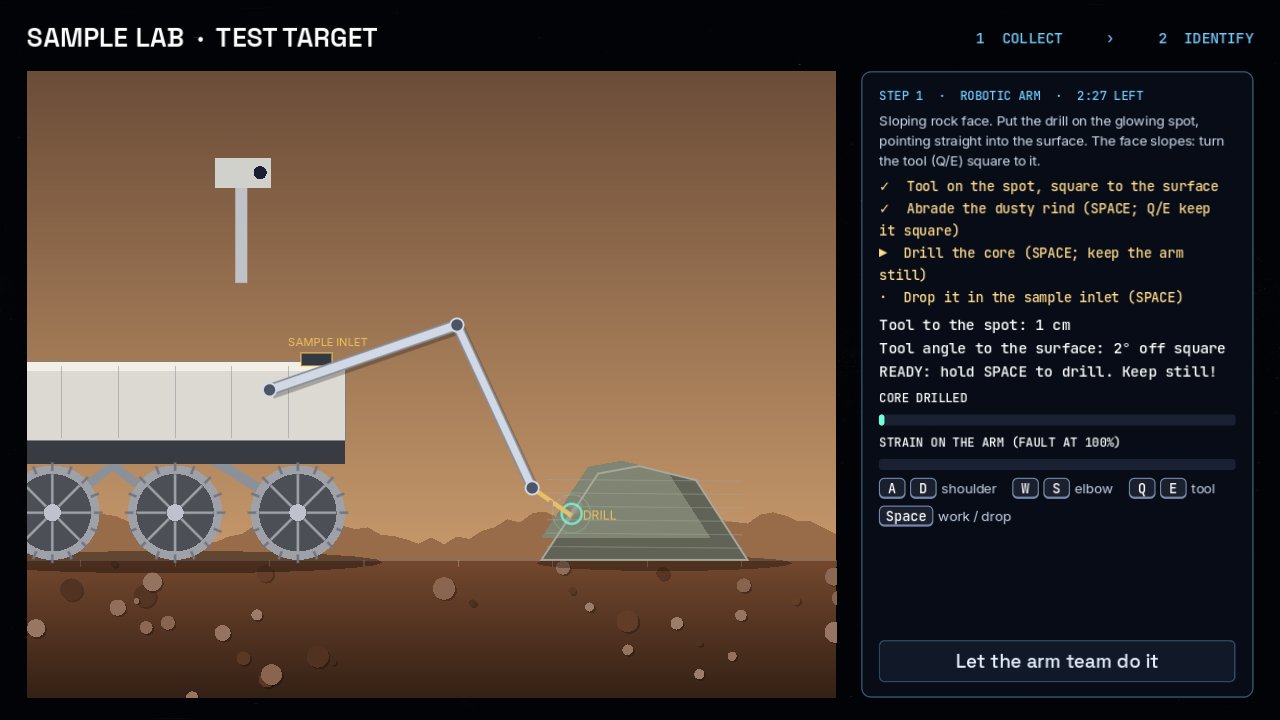 SAMPLE LAB · TEST TARGET
1 COLLECT › 2 IDENTIFY
SAMPLE INLET
DRILL
STEP 1 · ROBOTIC ARM · 2:27 LEFT
Sloping rock face. Put the drill on the glowing spot,
pointing straight into the surface. The face slopes: turn
the tool (Q/E) square to it.
✓ Tool on the spot, square to the surface
✓ Abrade the dusty rind (SPACE; Q/E keep
it square)
▶ Drill the core (SPACE; keep the arm
still)
· Drop it in the sample inlet (SPACE)
Tool to the spot: 1 cm
Tool angle to the surface: 2° off square
READY: hold SPACE to drill. Keep still!
CORE DRILLED
STRAIN ON THE ARM (FAULT AT 100%)
A D shoulder W S elbow Q E tool
Space work / drop
Let the arm team do it